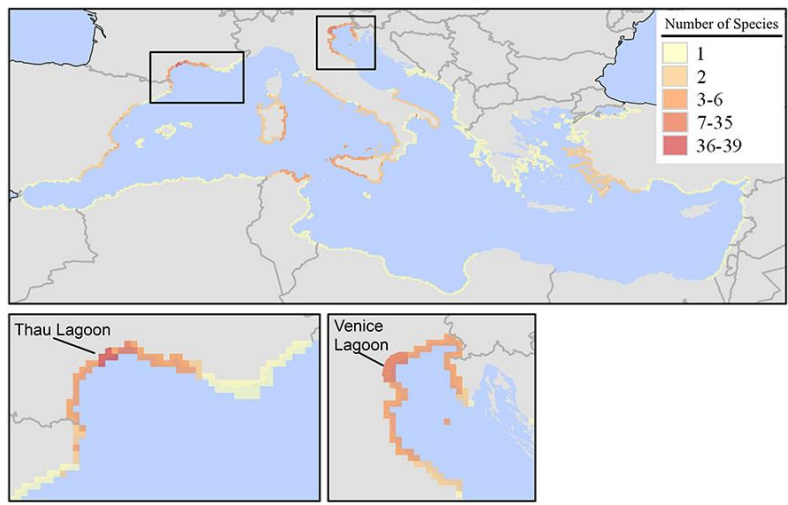 Number of Species
1
2
3-6
7-35
36-39
Thau Lagoon
Venice
Lagoon